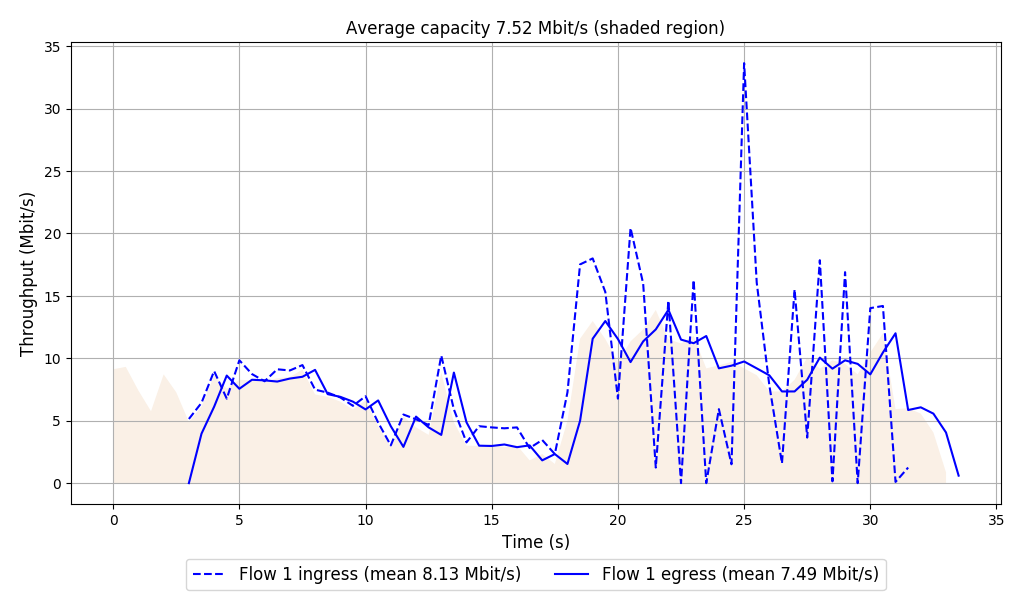 Average capacity 7.52 Mbit/s (shaded region)
Throughput (Mbit/s)
35
30
25
20
15
10
5
0
0 5 10 15 20 25 30 35
Time (s)
Flow 1 ingress (mean 8.13 Mbit/s) Flow 1 egress (mean 7.49 Mbit/s)